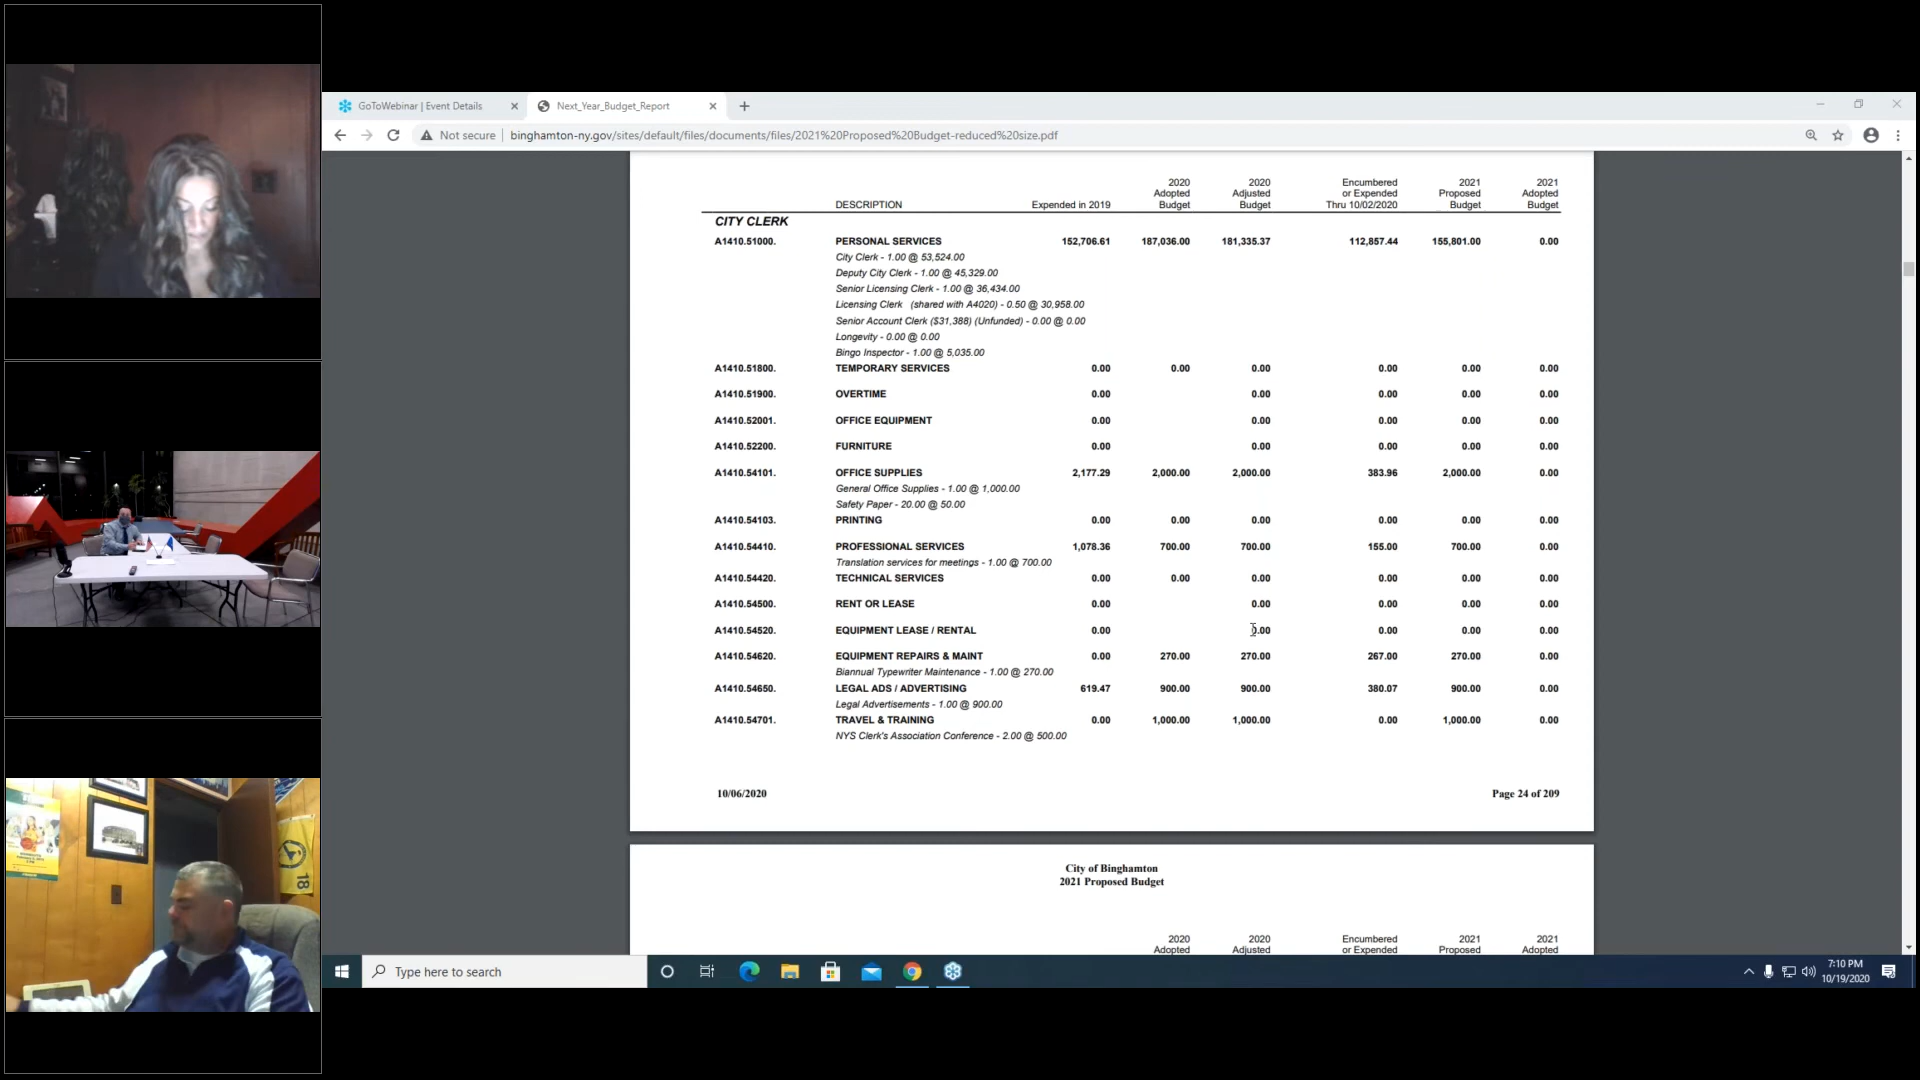 GoToWebinar | Event Details
Next_Year_Budget_Report
Not secure | binghamton-ny.gov/sites/default/files/documents/files/2021%20Proposed%20Budget-reduced%20size.pdf
DESCRIPTION Expended in 2019 2020 Adopted Budget 2020 Adjusted Budget Encumbered or Expended Thru 10/02/2020 2021 Proposed Budget 2021 Adopted Budget
CITY CLERK
A1410.51000. PERSONAL SERVICES 152,706.61 187,036.00 181,335.37 112,857.44 155,801.00 0.00
City Clerk - 1.00 @ 53,524.00
Deputy City Clerk - 1.00 @ 45,329.00
Senior Licensing Clerk - 1.00 @ 36,434.00
Licensing Clerk (shared with A4020) - 0.50 @ 30,958.00
Senior Account Clerk ($31,388) (Unfunded) - 0.00 @ 0.00
Longevity - 0.00 @ 0.00
Bingo Inspector - 1.00 @ 5,035.00
A1410.51800. TEMPORARY SERVICES 0.00 0.00 0.00 0.00 0.00 0.00
A1410.51900. OVERTIME 0.00 0.00 0.00 0.00 0.00
A1410.52001. OFFICE EQUIPMENT 0.00 0.00 0.00 0.00 0.00
A1410.52200. FURNITURE 0.00 0.00 0.00 0.00 0.00
A1410.54101. OFFICE SUPPLIES 2,177.29 2,000.00 2,000.00 383.96 2,000.00 0.00
General Office Supplies - 1.00 @ 1,000.00
Safety Paper - 20.00 @ 50.00
A1410.54103. PRINTING 0.00 0.00 0.00 0.00 0.00 0.00
A1410.54410. PROFESSIONAL SERVICES 1,078.36 700.00 700.00 155.00 700.00 0.00
Translation services for meetings - 1.00 @ 700.00
A1410.54420. TECHNICAL SERVICES 0.00 0.00 0.00 0.00 0.00 0.00
A1410.54500. RENT OR LEASE 0.00 0.00 0.00 0.00 0.00
A1410.54520. EQUIPMENT LEASE / RENTAL 0.00 0.00 0.00 0.00 0.00
A1410.54620. EQUIPMENT REPAIRS & MAINT 0.00 270.00 270.00 267.00 270.00 0.00
Biannual Typewriter Maintenance - 1.00 @ 270.00
A1410.54650. LEGAL ADS / ADVERTISING 619.47 900.00 900.00 380.07 900.00 0.00
Legal Advertisements - 1.00 @ 900.00
A1410.54701. TRAVEL & TRAINING 0.00 1,000.00 1,000.00 0.00 1,000.00 0.00
NYS Clerk's Association Conference - 2.00 @ 500.00
10/06/2020 Page 24 of 209
City of Binghamton
2021 Proposed Budget
2020 2020 Encumbered 2021 2021
Adopted Adjusted or Expended Proposed Adopted
Type here to search
7:10 PM
10/19/2020
18